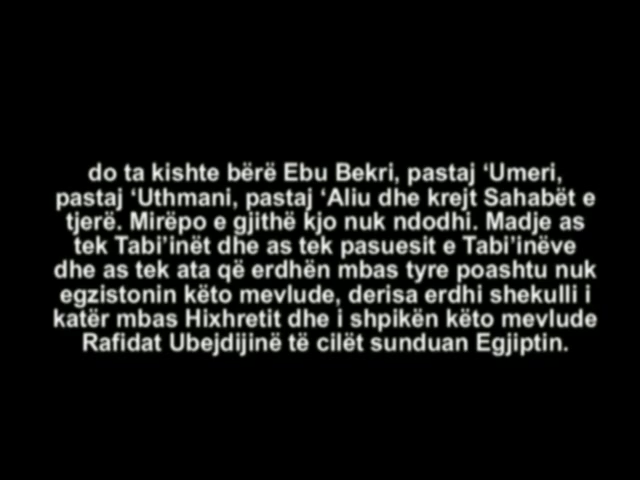 do ta kishte bërë Ebu Bekri, pastaj ‘Umeri,
pastaj ‘Uthmani, pastaj ‘Aliu dhe krejt Sahabët e
tjerë. Mirëpo e gjithë kjo nuk ndodhi. Madje as
tek Tabi’inët dhe as tek pasuesit e Tabi’inëve
dhe as tek ata që erdhën mbas tyre poashtu nuk
egzistonin këto mevlude, derisa erdhi shekulli i
katër mbas Hixhretit dhe i shpikën këto mevlude
Rafidat Ubejdijinë të cilët sunduan Egjiptin.